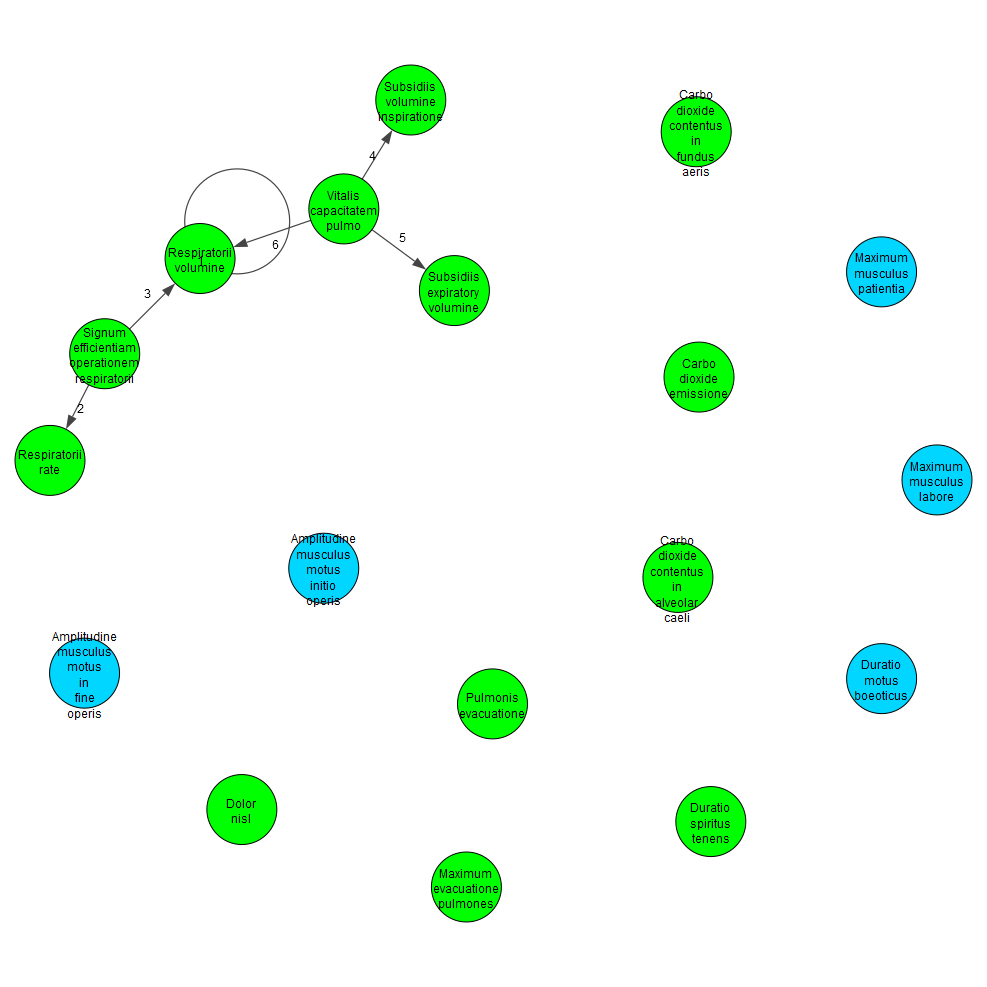 Subsidiis
volumine
inspiratione
Carbo
dioxide
contentus
in
fundus
aeris
4
Vitalis
capacitatem
pulmo
6
5
Respiratorii
volumine
1
Subsidiis
expiratory
volumine
Maximum
musculus
patientia
3
Signum
efficientiam
operationem
respiratorii
2
Carbo
dioxide
emissione
Respiratorii
rate
Maximum
musculus
labore
Amplitudine
musculus
motus
initio
operis
Carbo
dioxide
contentus
in
alveolar
caeli
Amplitudine
musculus
motus
in
fine
operis
Duratio
motus
boeoticus
Pulmonis
evacuatione
Dolor
nisl
Duratio
spiritus
tenens
Maximum
evacuatione
pulmones